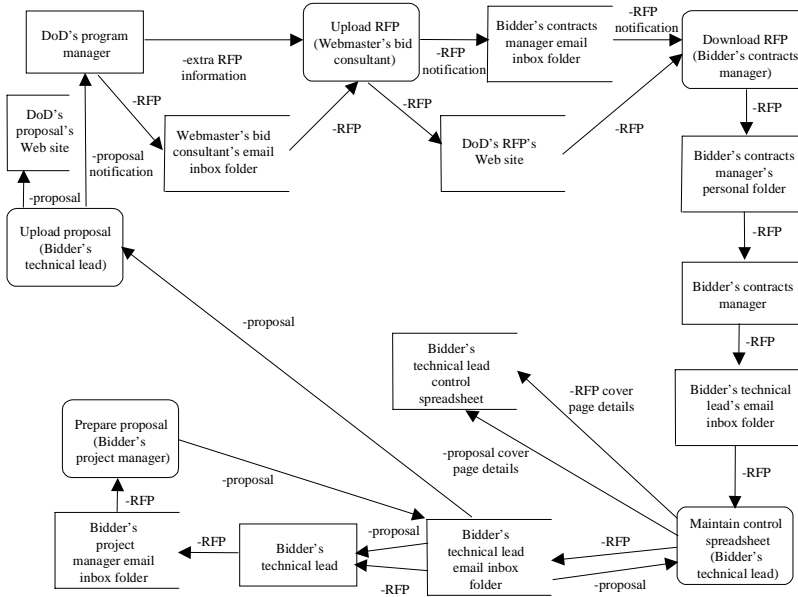 DoD's program
manager
-extra RFP
information
Upload RFP
(Webmaster's bid
consultant)
-RFP
notification
Bidder's contracts
manager email
inbox folder
-RFP
notification
Download RFP
(Bidder's contracts
manager)
DoD's
proposal's
Web site
-RFP
-proposal
notification
Webmaster's bid
consultant's email
inbox folder
-RFP
-RFP
DoD's RFP's
Web site
-RFP
-RFP
Bidder's contracts
manager's
personal folder
-proposal
Upload proposal
(Bidder's
technical lead)
-RFP
Bidder's contracts
manager
-proposal
-RFP
Bidder's
technical lead
control
spreadsheet
-RFP cover
page details
Bidder's technical
lead's email
inbox folder
Prepare proposal
(Bidder's
project manager)
-proposal
-proposal cover
page details
-RFP
-RFP
Bidder's
project
manager email
inbox folder
-RFP
Bidder's
technical lead
-proposal
-RFP
Bidder's
technical lead
email inbox
folder
-RFP
-proposal
Maintain control
spreadsheet
(Bidder's
technical lead)